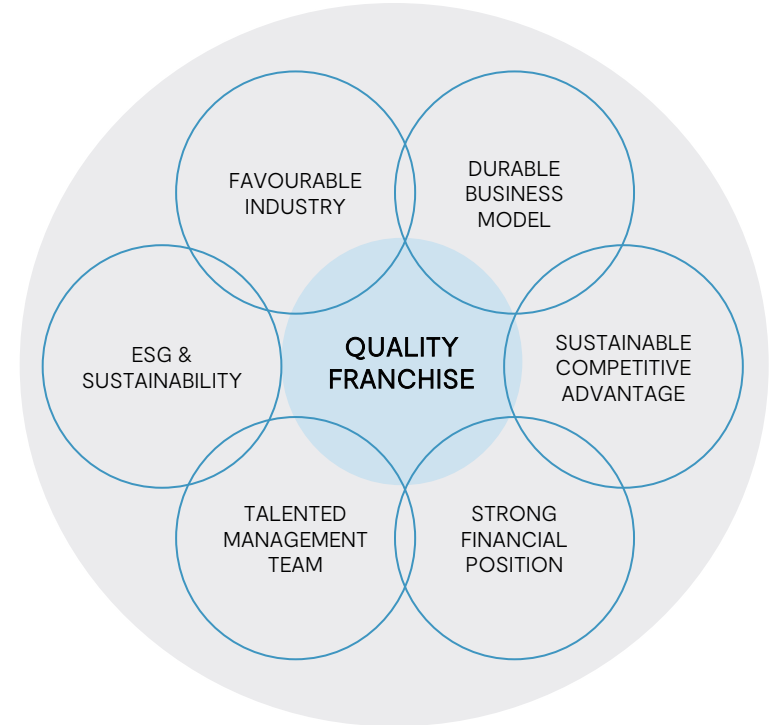 FAVOURABLE
INDUSTRY
DURABLE
BUSINESS
MODEL
ESG &
SUSTAINABILITY
QUALITY
FRANCHISE
SUSTAINABLE
COMPETITIVE
ADVANTAGE
TALENTED
MANAGEMENT
TEAM
STRONG
FINANCIAL
POSITION